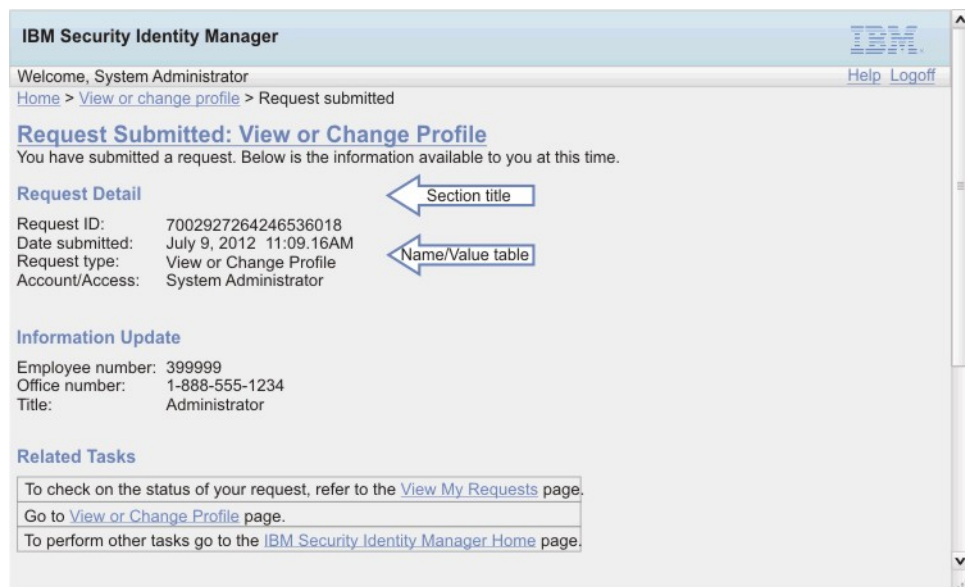 IBM Security Identity Manager
IBM.
Welcome, System Administrator
Help Logoff
Home > View or change profile > Request submitted
Request Submitted: View or Change Profile
You have submitted a request. Below is the information available to you at this time.
Request Detail
Section title
Request ID: 7002927264246536018
Date submitted: July 9, 2012 11:09.16AM
Name/Value table
Request type: View or Change Profile
Account/Access: System Administrator
Information Update
Employee number: 399999
Office number: 1-888-555-1234
Title: Administrator
Related Tasks
To check on the status of your request, refer to the View My Requests page.
Go to View or Change Profile page.
To perform other tasks go to the IBM Security Identity Manager Home page.